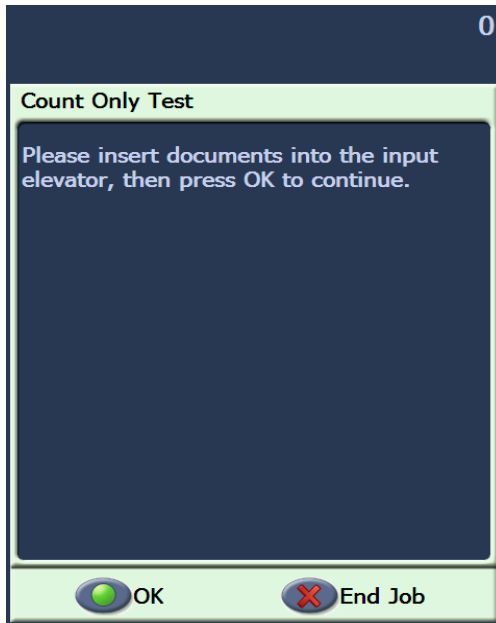 0
Count Only Test
Please insert documents into the input
elevator, then press OK to continue.
OK
End Job